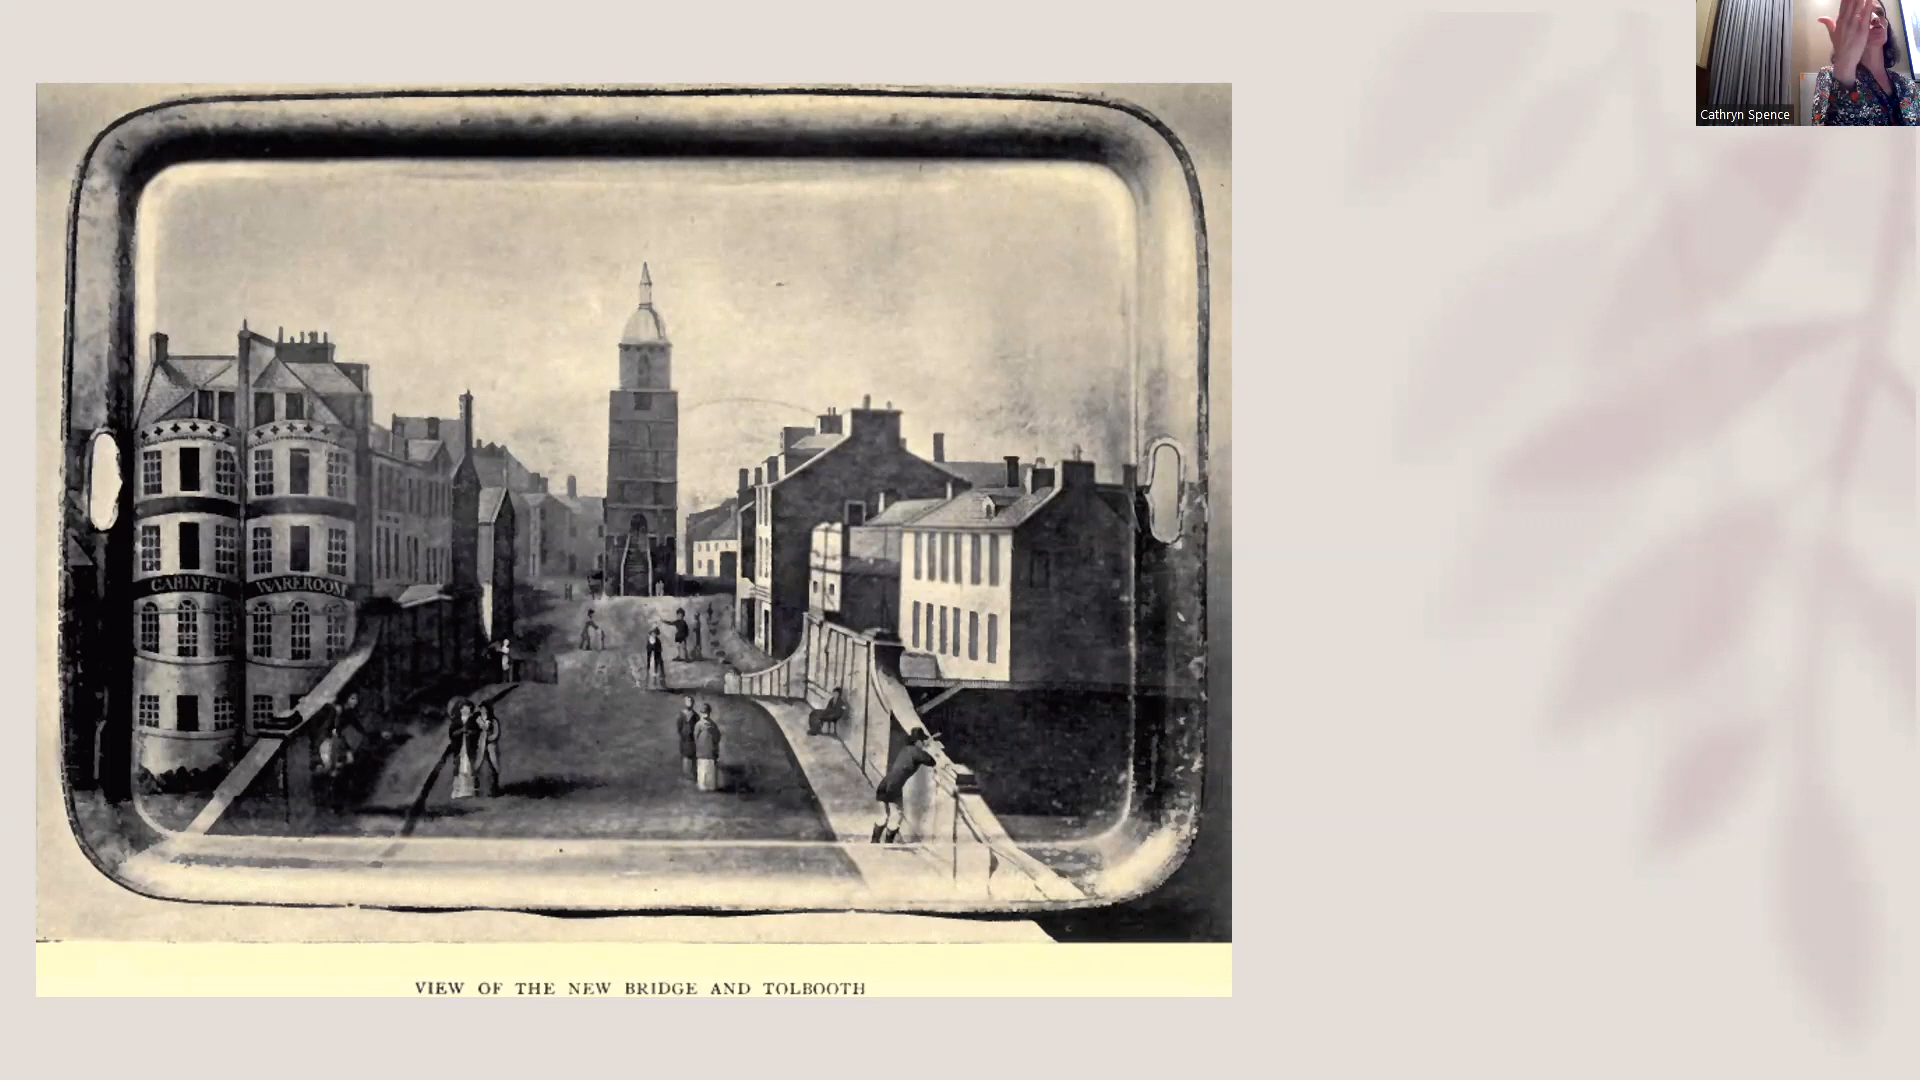 Cathryn Spence
CABINET WAREROOM
VIEW OF THE NEW BRIDGE AND TOLBOOTH